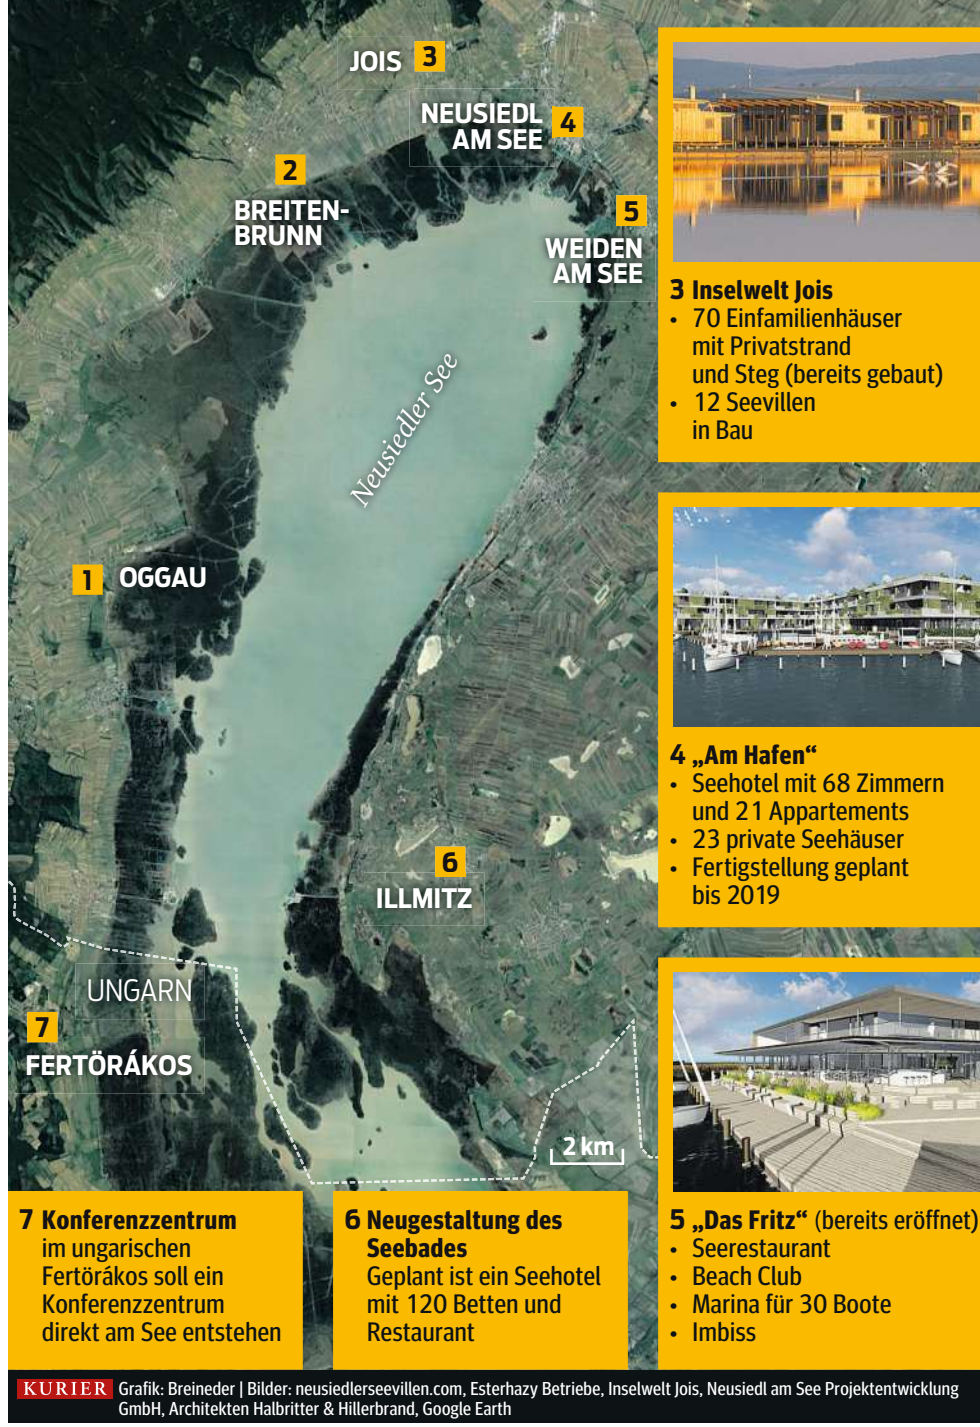 JOIS 3
NEUSIEDL
AM SEE 4
2
BREITEN-
BRUNN
5
WEIDEN
AM SEE
Neusiedler See
1 OGGAU
6
ILLMITZ
UNGARN
7
FERTÖRÁKOS
2 km
3 Inselwelt Jois
• 70 Einfamilienhäuser
mit Privatstrand
und Steg (bereits gebaut)
• 12 Seevillen
in Bau
4 „Am Hafen“
• Seehotel mit 68 Zimmern
und 21 Appartements
• 23 private Seehäuser
• Fertigstellung geplant
bis 2019
5 „Das Fritz“ (bereits eröffnet)
• Seerestaurant
• Beach Club
• Marina für 30 Boote
• Imbiss
6 Neugestaltung des
Seebades
Geplant ist ein Seehotel
mit 120 Betten und
Restaurant
7 Konferenzzentrum
im ungarischen
Fertörákos soll ein
Konferenzzentrum
direkt am See entstehen
KURIER Grafik: Breineder | Bilder: neusiedlerseevillen.com, Esterhazy Betriebe, Inselwelt Jois, Neusiedl am See Projektentwicklung
GmbH, Architekten Halbritter & Hillerbrand, Google Earth